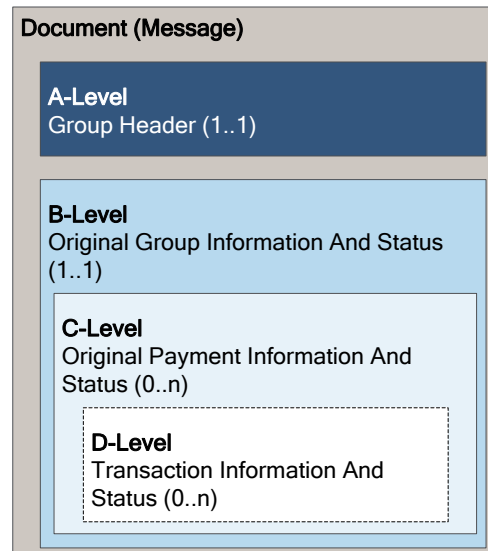 Document (Message)
A-Level
Group Header (1..1)
B-Level
Original Group Information And Status
(1..1)
C-Level
Original Payment Information And
Status (0..n)
D-Level
Transaction Information And
Status (0..n)